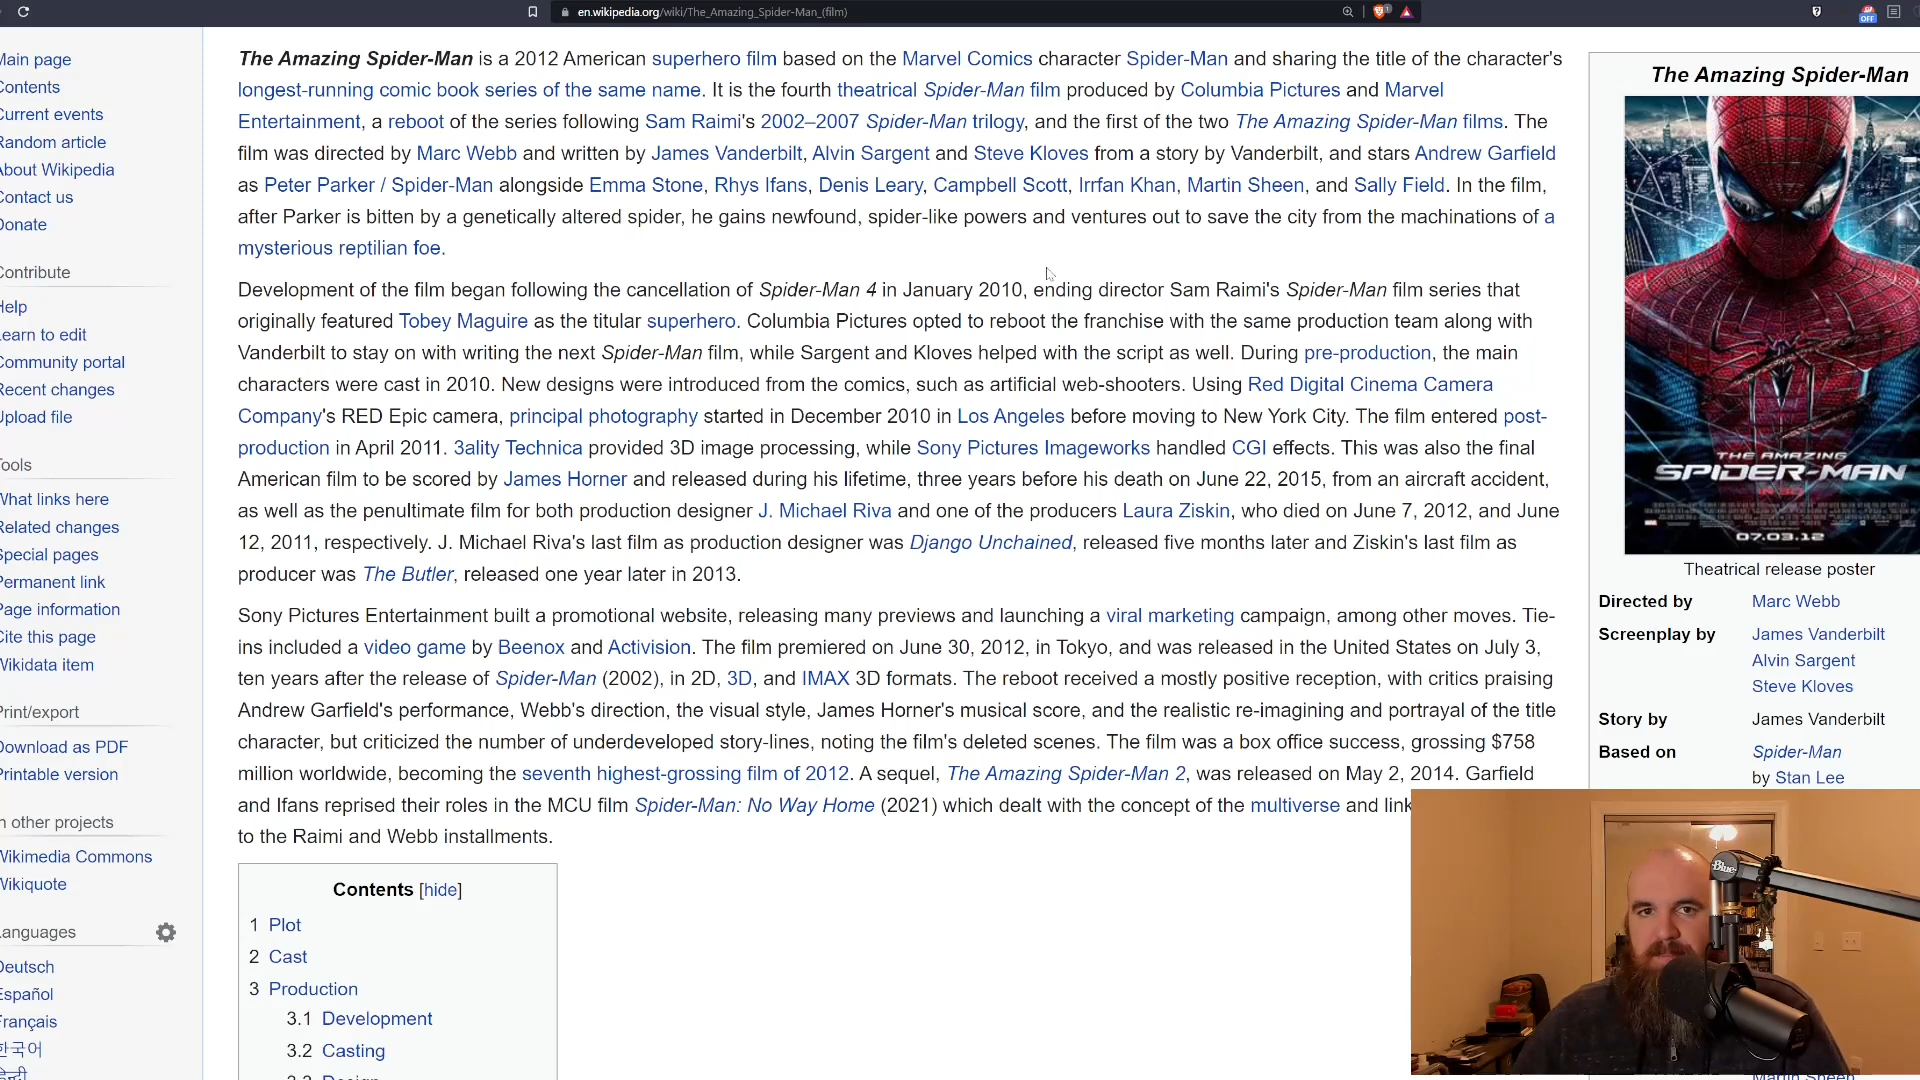 en.wikipedia.org/wiki/The_Amazing_Spider-Man_(film)
1
OFF
Main page
Contents
Current events
Random article
About Wikipedia
Contact us
Donate
Contribute
Help
Learn to edit
Community portal
Recent changes
Upload file
Tools
What links here
Related changes
Special pages
Permanent link
Page information
Cite this page
Wikidata item
Print/export
Download as PDF
Printable version
In other projects
Wikimedia Commons
Wikiquote
Languages
Deutsch
Español
Français
한국어
हिन्दी
The Amazing Spider-Man is a 2012 American superhero film based on the Marvel Comics character Spider-Man and sharing the title of the character's
longest-running comic book series of the same name. It is the fourth theatrical Spider-Man film produced by Columbia Pictures and Marvel
Entertainment, a reboot of the series following Sam Raimi's 2002–2007 Spider-Man trilogy, and the first of the two The Amazing Spider-Man films. The
film was directed by Marc Webb and written by James Vanderbilt, Alvin Sargent and Steve Kloves from a story by Vanderbilt, and stars Andrew Garfield
as Peter Parker / Spider-Man alongside Emma Stone, Rhys Ifans, Denis Leary, Campbell Scott, Irrfan Khan, Martin Sheen, and Sally Field. In the film,
after Parker is bitten by a genetically altered spider, he gains newfound, spider-like powers and ventures out to save the city from the machinations of a
mysterious reptilian foe.
Development of the film began following the cancellation of Spider-Man 4 in January 2010, ending director Sam Raimi's Spider-Man film series that
originally featured Tobey Maguire as the titular superhero. Columbia Pictures opted to reboot the franchise with the same production team along with
Vanderbilt to stay on with writing the next Spider-Man film, while Sargent and Kloves helped with the script as well. During pre-production, the main
characters were cast in 2010. New designs were introduced from the comics, such as artificial web-shooters. Using Red Digital Cinema Camera
Company's RED Epic camera, principal photography started in December 2010 in Los Angeles before moving to New York City. The film entered post-
production in April 2011. 3ality Technica provided 3D image processing, while Sony Pictures Imageworks handled CGI effects. This was also the final
American film to be scored by James Horner and released during his lifetime, three years before his death on June 22, 2015, from an aircraft accident,
as well as the penultimate film for both production designer J. Michael Riva and one of the producers Laura Ziskin, who died on June 7, 2012, and June
12, 2011, respectively. J. Michael Riva's last film as production designer was Django Unchained, released five months later and Ziskin's last film as
producer was The Butler, released one year later in 2013.
Sony Pictures Entertainment built a promotional website, releasing many previews and launching a viral marketing campaign, among other moves. Tie-
ins included a video game by Beenox and Activision. The film premiered on June 30, 2012, in Tokyo, and was released in the United States on July 3,
ten years after the release of Spider-Man (2002), in 2D, 3D, and IMAX 3D formats. The reboot received a mostly positive reception, with critics praising
Andrew Garfield's performance, Webb's direction, the visual style, James Horner's musical score, and the realistic re-imagining and portrayal of the title
character, but criticized the number of underdeveloped story-lines, noting the film's deleted scenes. The film was a box office success, grossing $758
million worldwide, becoming the seventh highest-grossing film of 2012. A sequel, The Amazing Spider-Man 2, was released on May 2, 2014. Garfield
and Ifans reprised their roles in the MCU film Spider-Man: No Way Home (2021) which dealt with the concept of the multiverse and link
to the Raimi and Webb installments.
Contents [hide]
1 Plot
2 Cast
3 Production
3.1 Development
3.2 Casting
3.3 Design
The Amazing Spider-Man
THE AMAZING
SPIDER-MAN
IN 3D
07.03.12
Theatrical release poster
Directed by Marc Webb
Screenplay by James Vanderbilt
Alvin Sargent
Steve Kloves
Story by James Vanderbilt
Based on Spider-Man
by Stan Lee
Blue
Martin Sheen